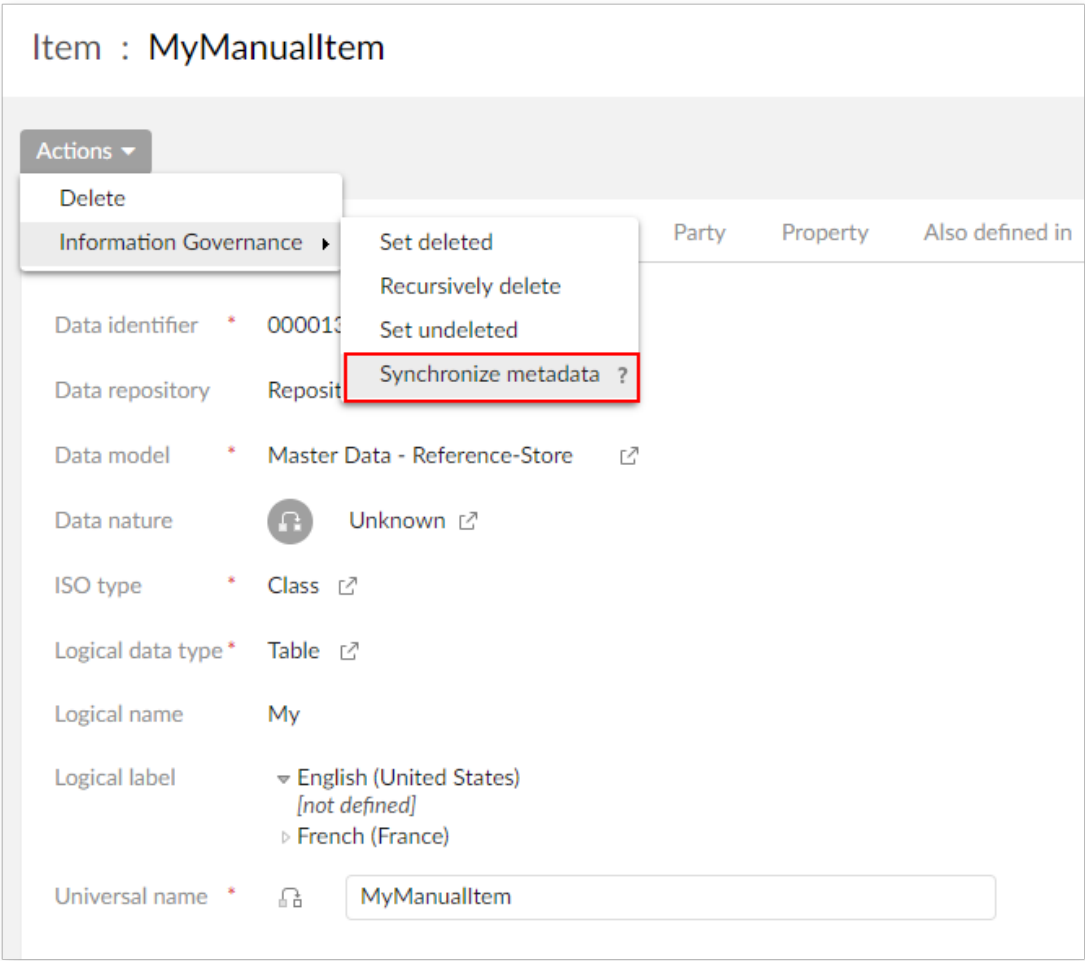 Item : MyManualItem
Actions
Delete
Information Governance
Set deleted
Recursively delete
Set undeleted
Synchronize metadata ?
Party Property Also defined in
Data identifier *
Data repository
Data model * Master Data - Reference-Store
Data nature Unknown
ISO type * Class
Logical data type * Table
Logical name My
Logical label English (United States)
[not defined]
French (France)
Universal name * MyManualItem